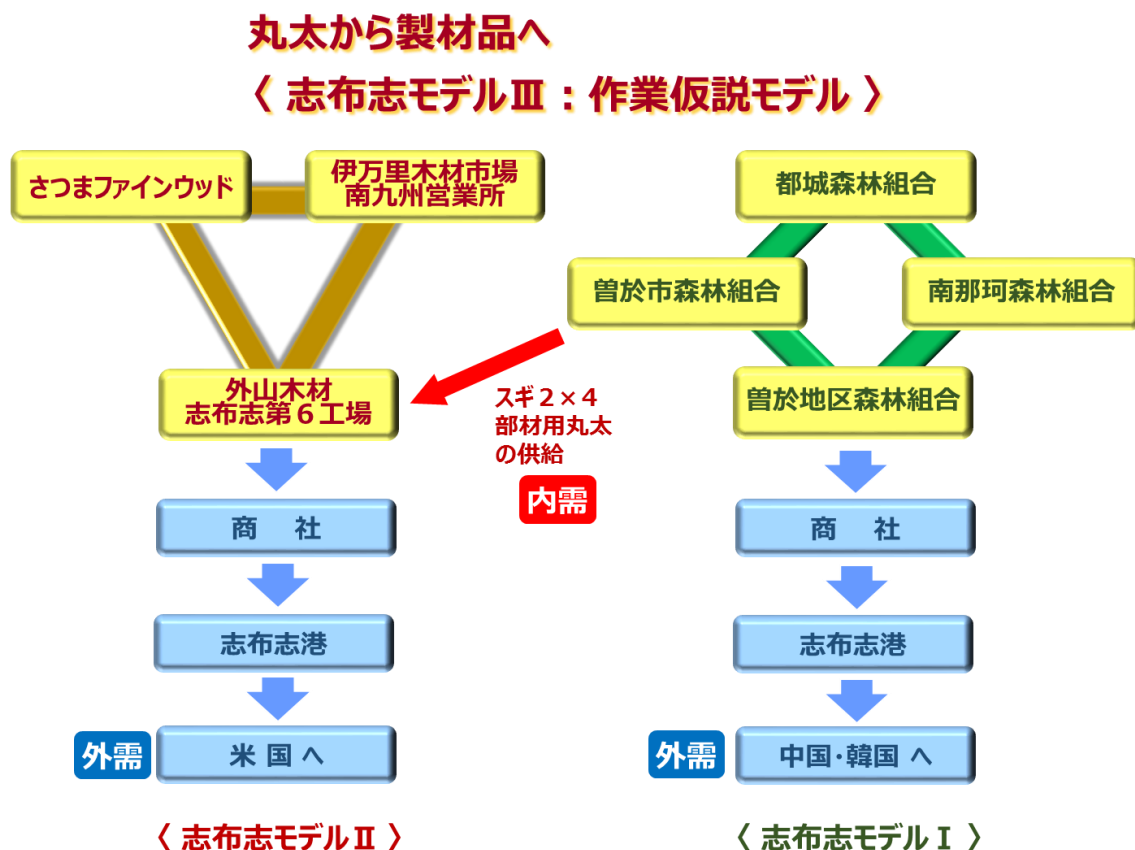 丸太から製材品へ
〈 志布志モデルⅢ：作業仮説モデル 〉
さつまファインウッド
伊万里木材市場
南九州営業所
外山木材
志布志第６工場
商 社
志布志港
外需
米 国 へ
〈 志布志モデルⅡ 〉
スギ２×４
部材用丸太
の供給
内需
都城森林組合
曽於市森林組合
南那珂森林組合
曽於地区森林組合
商 社
志布志港
外需
中国・韓国 へ
〈 志布志モデルⅠ 〉